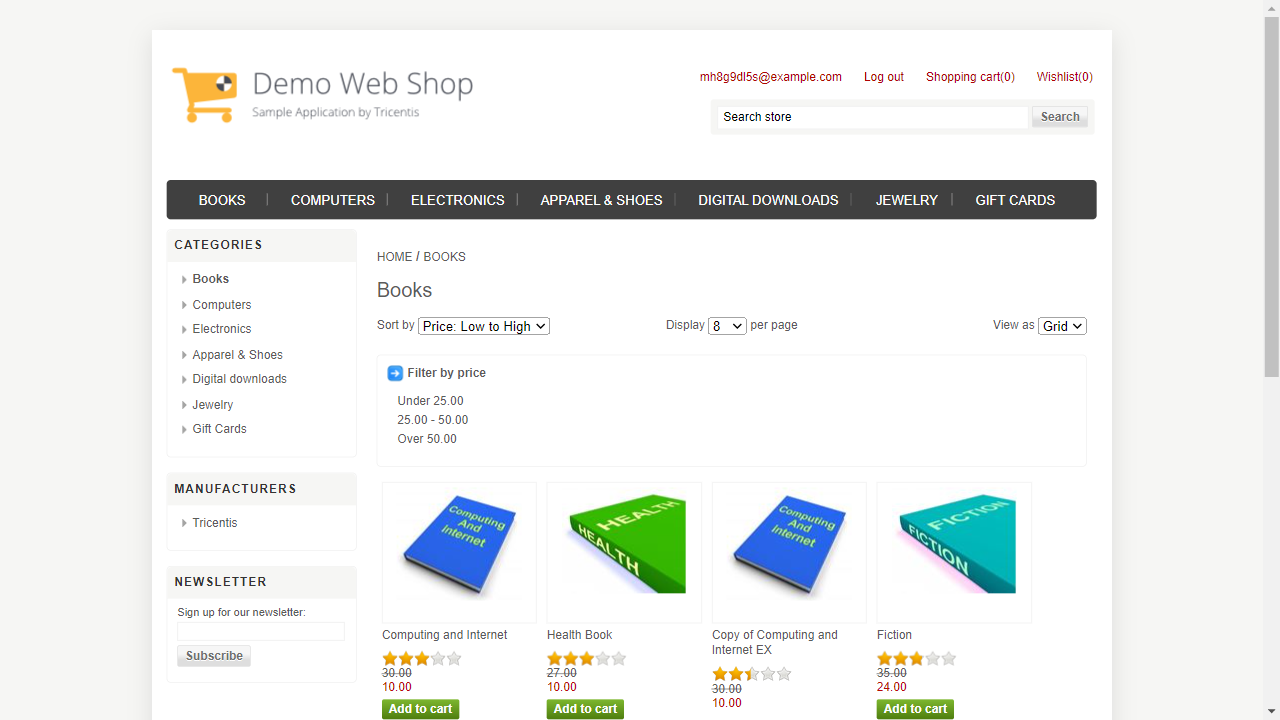 Demo Web Shop
Sample Application by Tricentis
mh8g9dl5s@example.com Log out Shopping cart(0) Wishlist(0)
Search store Search
BOOKS | COMPUTERS | ELECTRONICS | APPAREL & SHOES | DIGITAL DOWNLOADS | JEWELRY | GIFT CARDS
CATEGORIES
Books
Computers
Electronics
Apparel & Shoes
Digital downloads
Jewelry
Gift Cards
MANUFACTURERS
Tricentis
NEWSLETTER
Sign up for our newsletter:
Subscribe
HOME / BOOKS
Books
Sort by Price: Low to High Display 8 per page View as Grid
Filter by price
Under 25.00
25.00 - 50.00
Over 50.00
Computing
And
Internet
HEALTH
HEALTH
Computing
And
Internet
FICTION
FICTION
Computing and Internet
30.00
10.00
Add to cart
Health Book
27.00
10.00
Add to cart
Copy of Computing and
Internet EX
30.00
10.00
Fiction
35.00
24.00
Add to cart